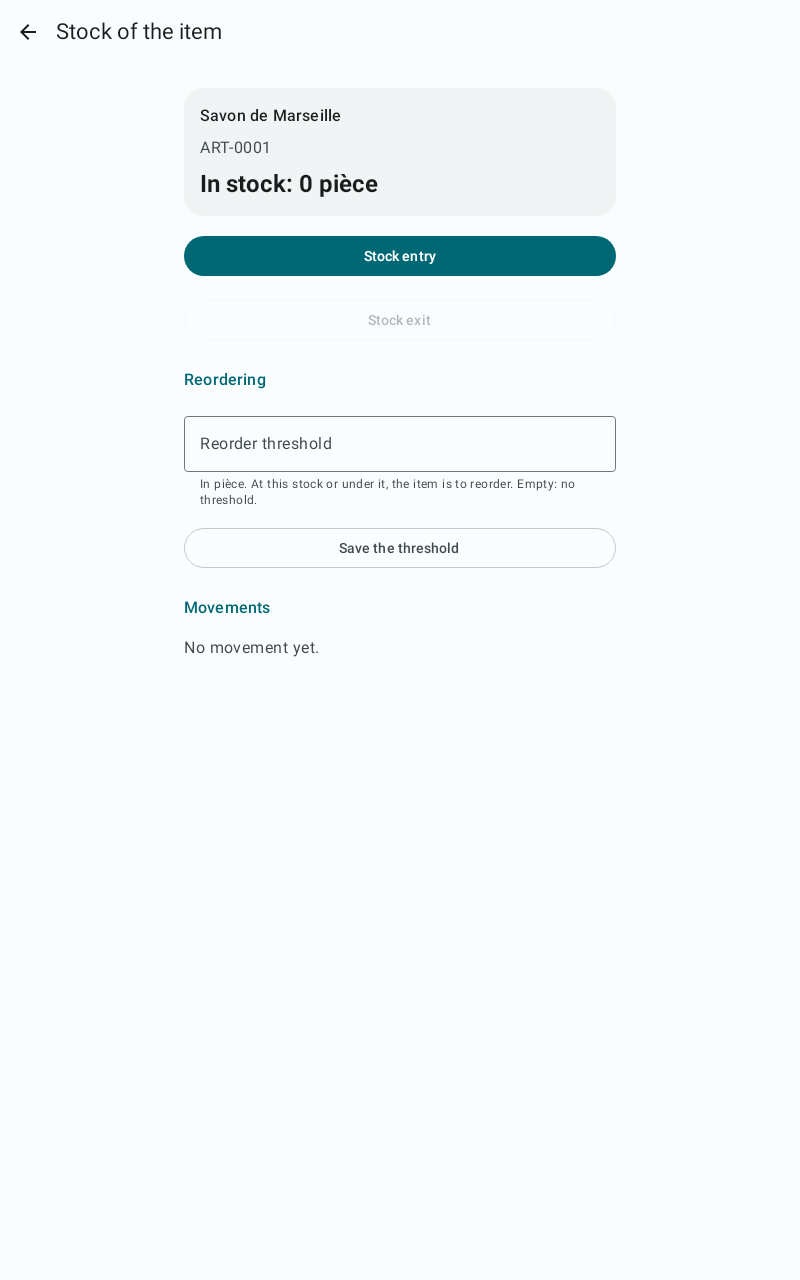 Stock of the item
Savon de Marseille
ART-0001
In stock: 0 pièce
Stock entry
Stock exit
Reordering
Reorder threshold
In pièce. At this stock or under it, the item is to reorder. Empty: no
threshold.
Save the threshold
Movements
No movement yet.